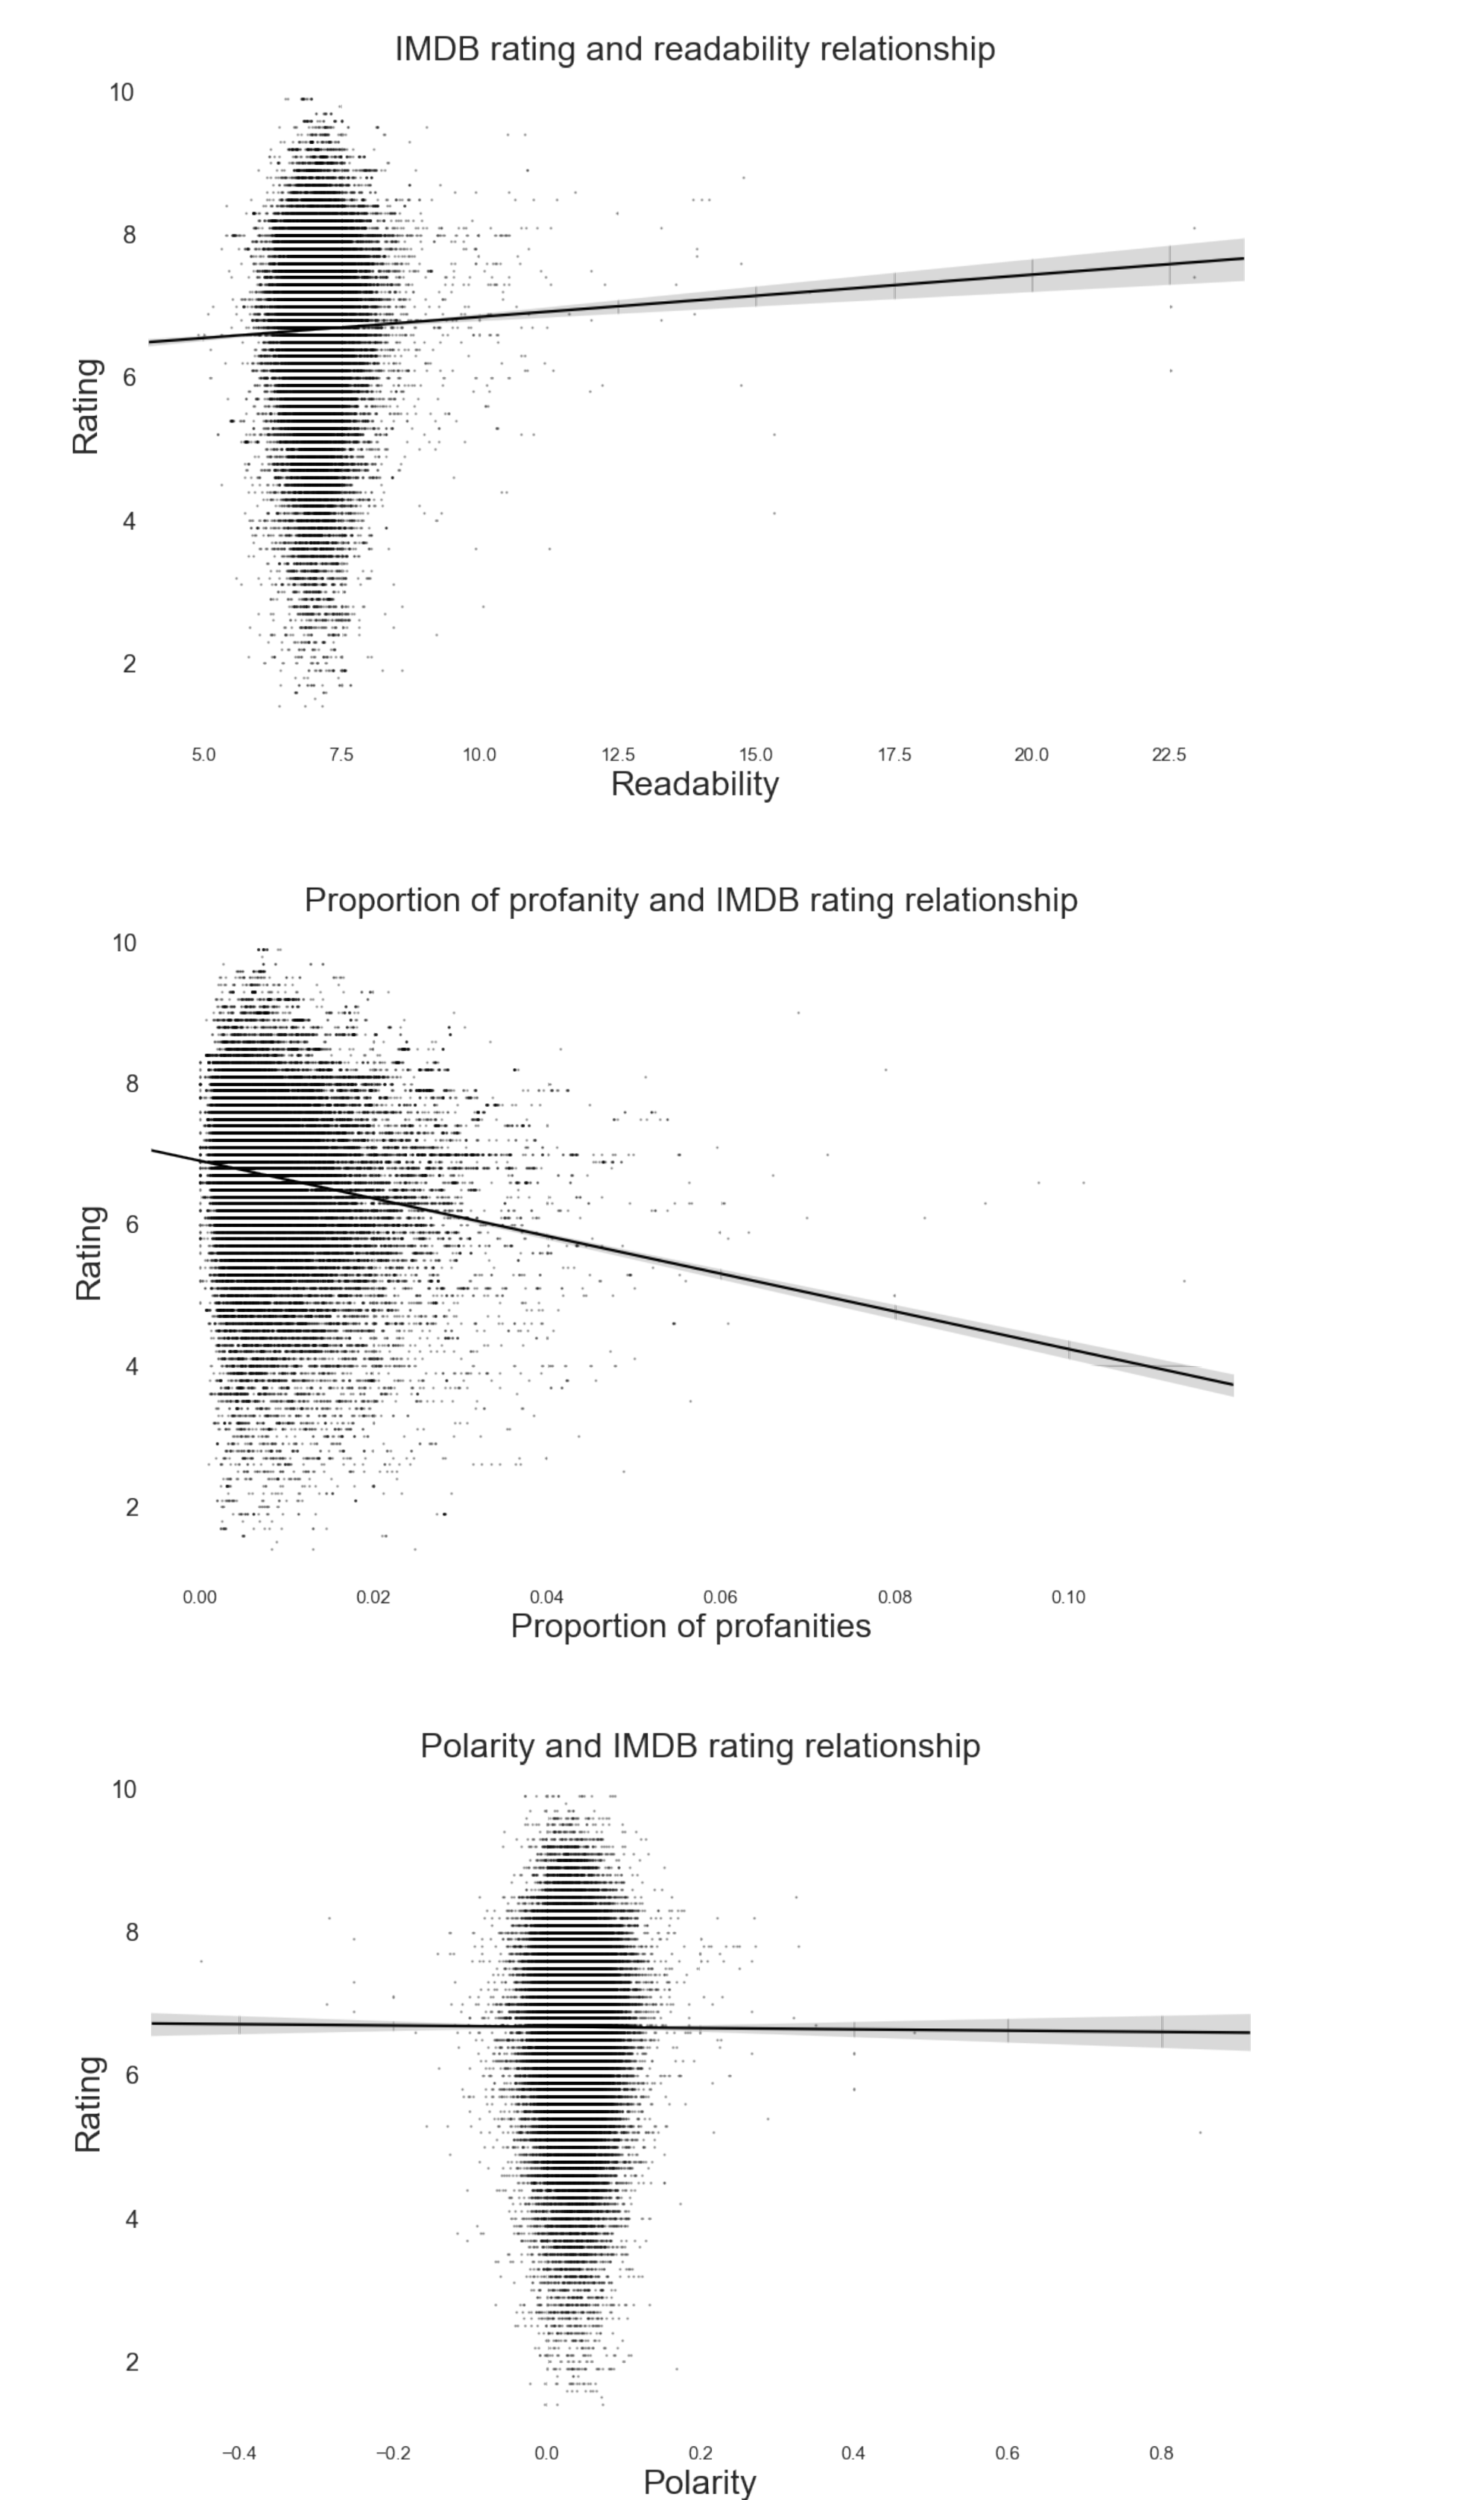 IMDB rating and readability relationship
10
8
6
4
2
Rating
5.0 7.5 10.0 12.5 15.0 17.5 20.0 22.5
Readability
Proportion of profanity and IMDB rating relationship
10
8
6
4
2
Rating
0.00 0.02 0.04 0.06 0.08 0.10
Proportion of profanities
Polarity and IMDB rating relationship
10
8
6
4
2
Rating
−0.4 −0.2 0.0 0.2 0.4 0.6 0.8
Polarity